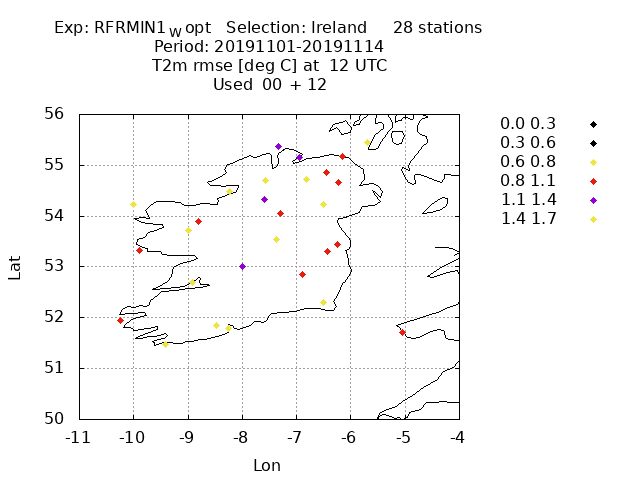 Exp: RFRMIN1_W opt Selection: Ireland 28 stations
Period: 20191101-20191114
T2m rmse [deg C] at 12 UTC
Used 00 + 12
56
55
54
53
52
51
50
-11 -10 -9 -8 -7 -6 -5 -4
Lat
Lon
0.0 0.3
0.3 0.6
0.6 0.8
0.8 1.1
1.1 1.4
1.4 1.7